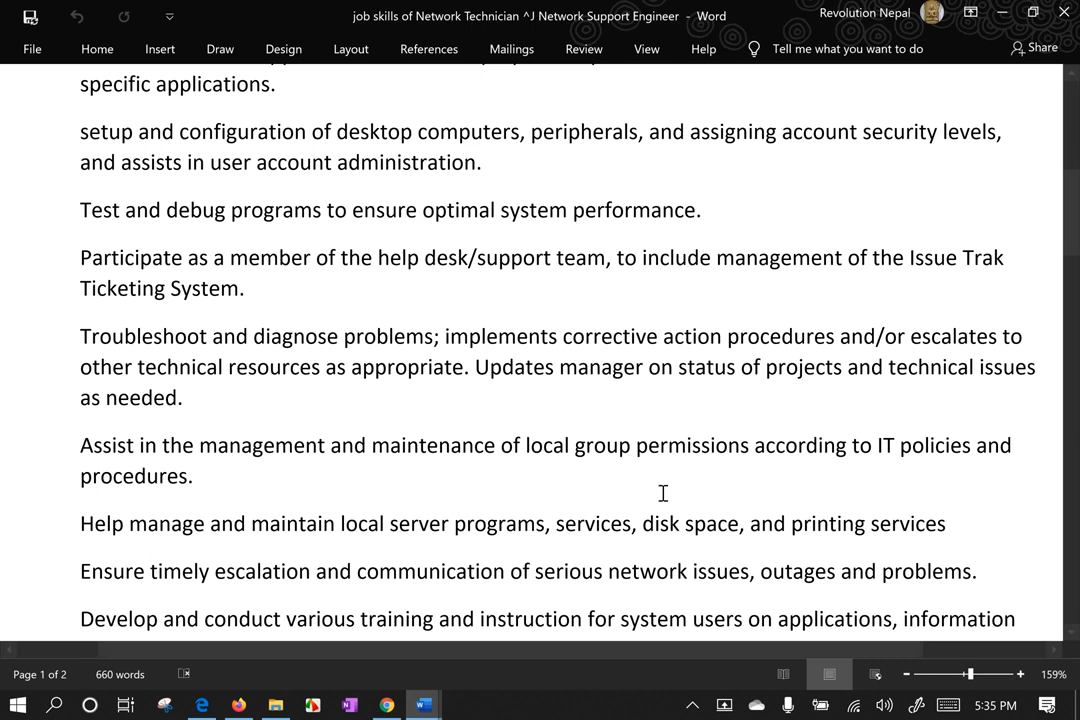 job skills of Network Technician ^J Network Support Engineer - Word
Revolution Nepal
File Home Insert Draw Design Layout References Mailings Review View Help Tell me what you want to do Share
specific applications.
setup and configuration of desktop computers, peripherals, and assigning account security levels,
and assists in user account administration.
Test and debug programs to ensure optimal system performance.
Participate as a member of the help desk/support team, to include management of the Issue Trak
Ticketing System.
Troubleshoot and diagnose problems; implements corrective action procedures and/or escalates to
other technical resources as appropriate. Updates manager on status of projects and technical issues
as needed.
Assist in the management and maintenance of local group permissions according to IT policies and
procedures.
Help manage and maintain local server programs, services, disk space, and printing services
Ensure timely escalation and communication of serious network issues, outages and problems.
Develop and conduct various training and instruction for system users on applications, information
Page 1 of 2 660 words 159%
5:35 PM